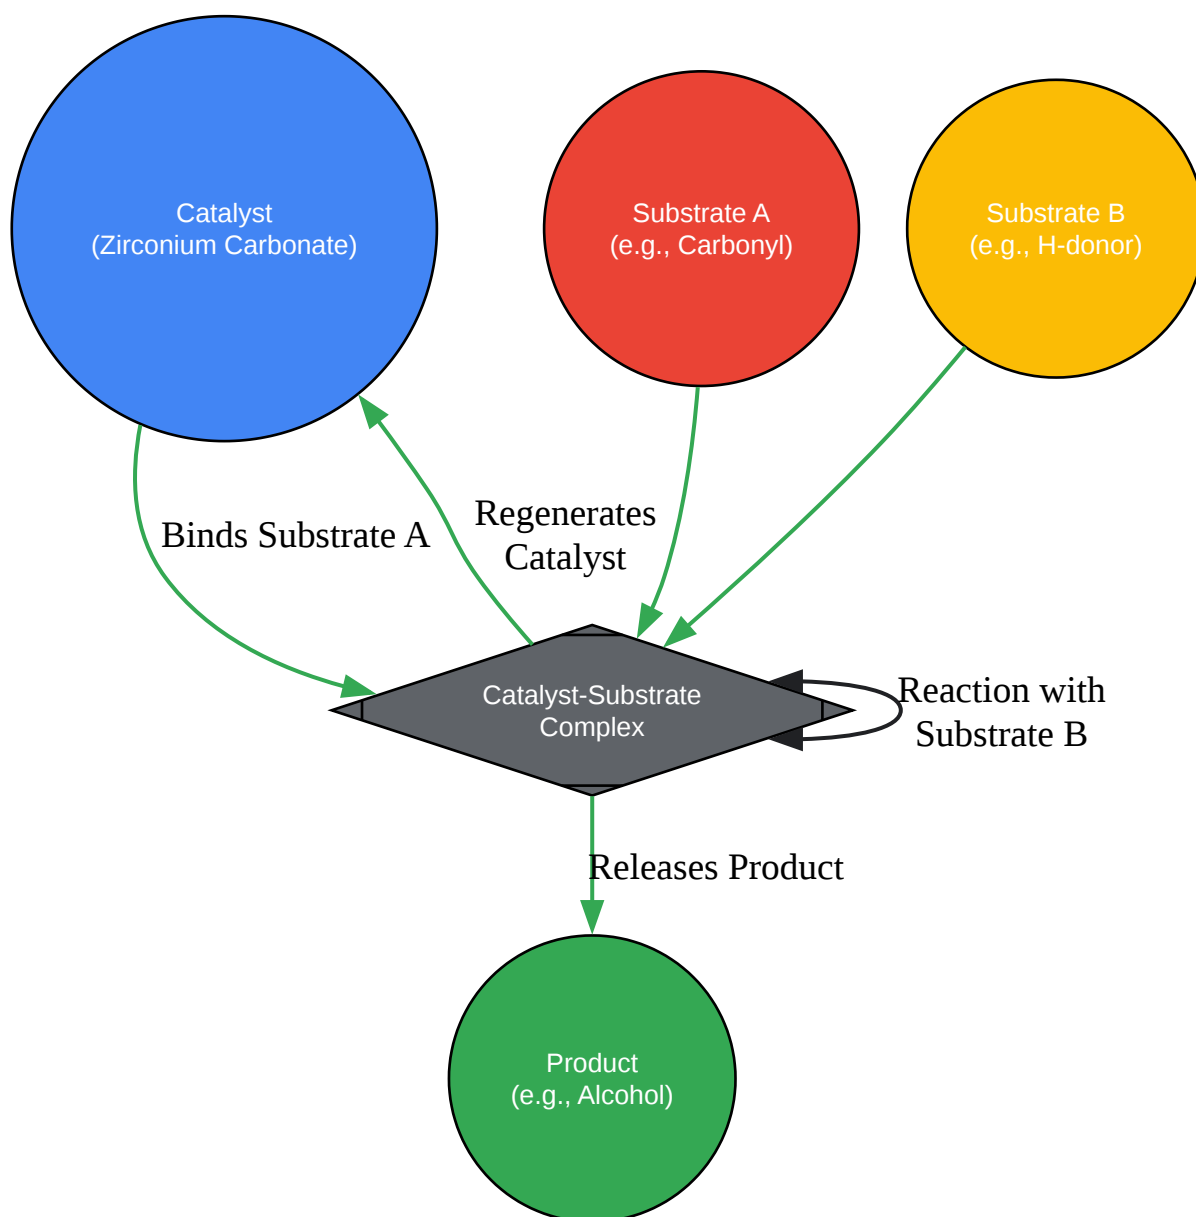 Catalyst
(Zirconium Carbonate)
Substrate A
(e.g., Carbonyl)
Substrate B
(e.g., H-donor)
Binds Substrate A
Regenerates
Catalyst
Catalyst-Substrate
Complex
Reaction with
Substrate B
Releases Product
Product
(e.g., Alcohol)